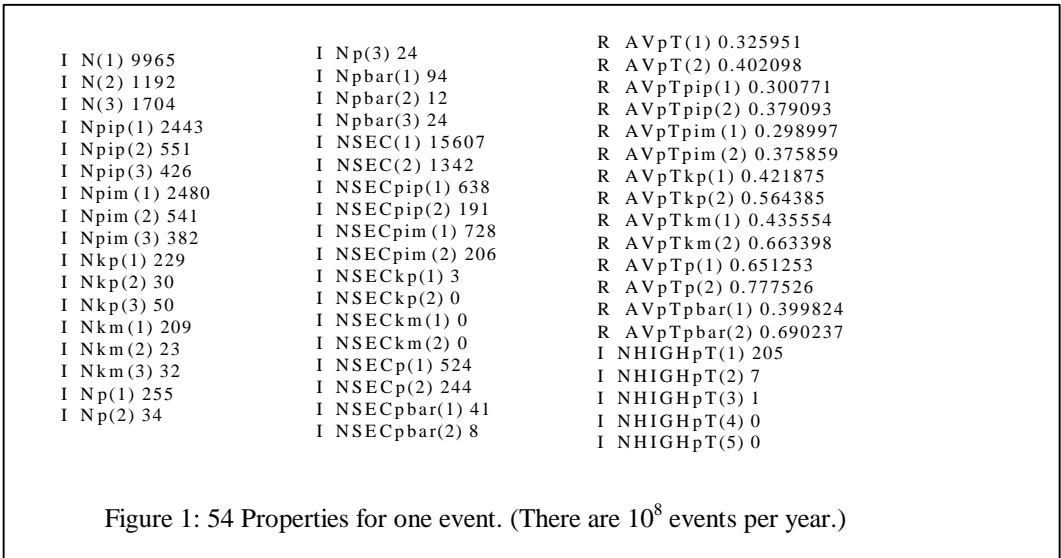 I N(1) 9965
I N(2) 1192
I N(3) 1704
I Npip(1) 2443
I Npip(2) 551
I Npip(3) 426
I Npim(1) 2480
I Npim(2) 541
I Npim(3) 382
I Nkp(1) 229
I Nkp(2) 30
I Nkp(3) 50
I Nkm(1) 209
I Nkm(2) 23
I Nkm(3) 32
I Np(1) 255
I Np(2) 34
I Np(3) 24
I Npbar(1) 94
I Npbar(2) 12
I Npbar(3) 24
I NSEC(1) 15607
I NSEC(2) 1342
I NSECpip(1) 638
I NSECpip(2) 191
I NSECpim(1) 728
I NSECpim(2) 206
I NSECkp(1) 3
I NSECkp(2) 0
I NSECkm(1) 0
I NSECkm(2) 0
I NSECp(1) 524
I NSECp(2) 244
I NSECpbar(1) 41
I NSECpbar(2) 8
R AVpT(1) 0.325951
R AVpT(2) 0.402098
R AVpTpip(1) 0.300771
R AVpTpip(2) 0.379093
R AVpTpim(1) 0.298997
R AVpTpim(2) 0.375859
R AVpTkp(1) 0.421875
R AVpTkp(2) 0.564385
R AVpTkm(1) 0.435554
R AVpTkm(2) 0.663398
R AVpTp(1) 0.651253
R AVpTp(2) 0.777526
R AVpTpbar(1) 0.399824
R AVpTpbar(2) 0.690237
I NHIGHpT(1) 205
I NHIGHpT(2) 7
I NHIGHpT(3) 1
I NHIGHpT(4) 0
I NHIGHpT(5) 0
Figure 1: 54 Properties for one event. (There are 10⁸ events per year.)